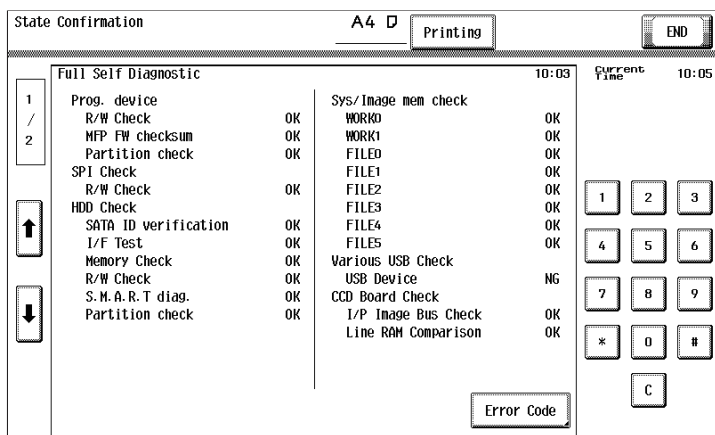 State Confirmation
A4
Printing
END
Full Self Diagnostic 10:03
Current Time 10:05
1
/
2
Prog. device
R/W Check OK
MFP FW checksum OK
Partition check OK
SPI Check
R/W Check OK
HDD Check
SATA ID verification OK
I/F Test OK
Memory Check OK
R/W Check OK
S.M.A.R.T diag. OK
Partition check OK
Sys/Image mem check
WORK0 OK
WORK1 OK
FILE0 OK
FILE1 OK
FILE2 OK
FILE3 OK
FILE4 OK
FILE5 OK
Various USB Check
USB Device NG
CCD Board Check
I/P Image Bus Check OK
Line RAM Comparison OK
Error Code
1 2 3
4 5 6
7 8 9
* 0 #
C